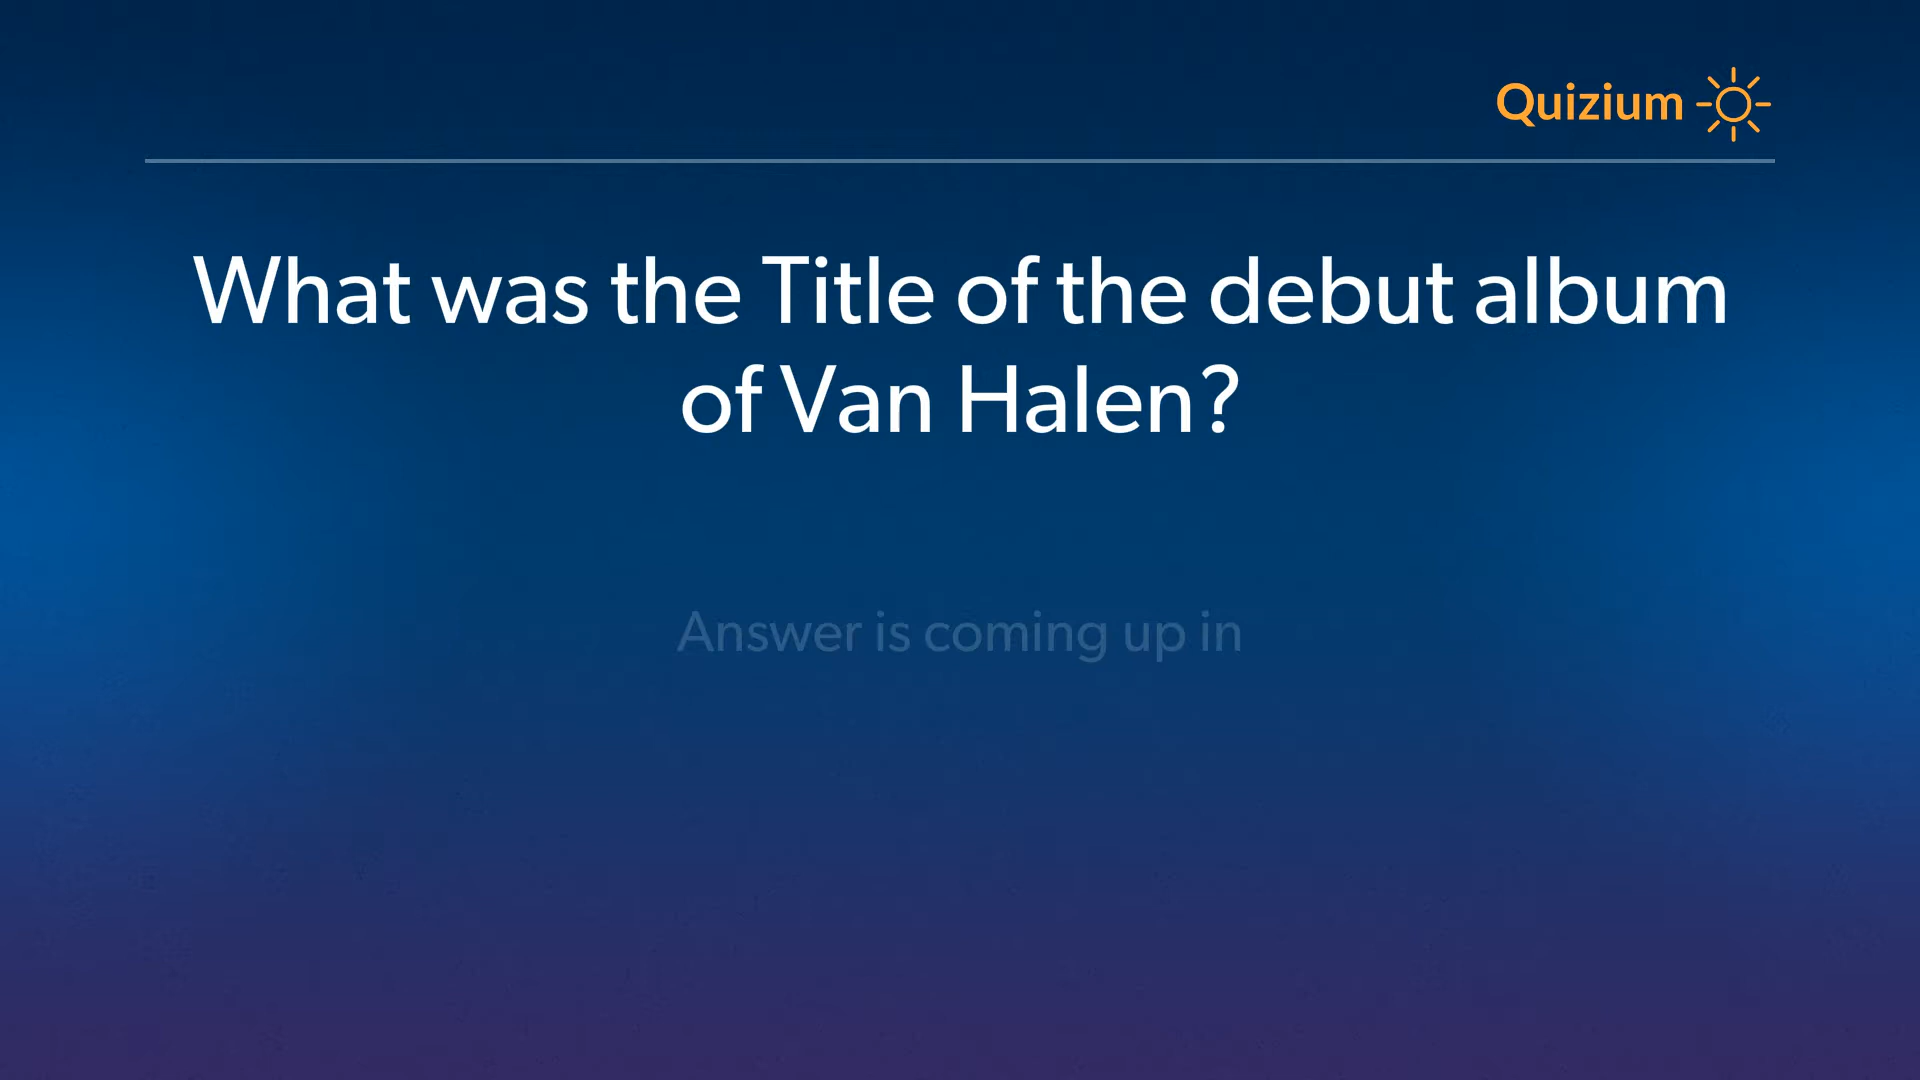 Quizium
What was the Title of the debut album
of Van Halen?
Answer is coming up in